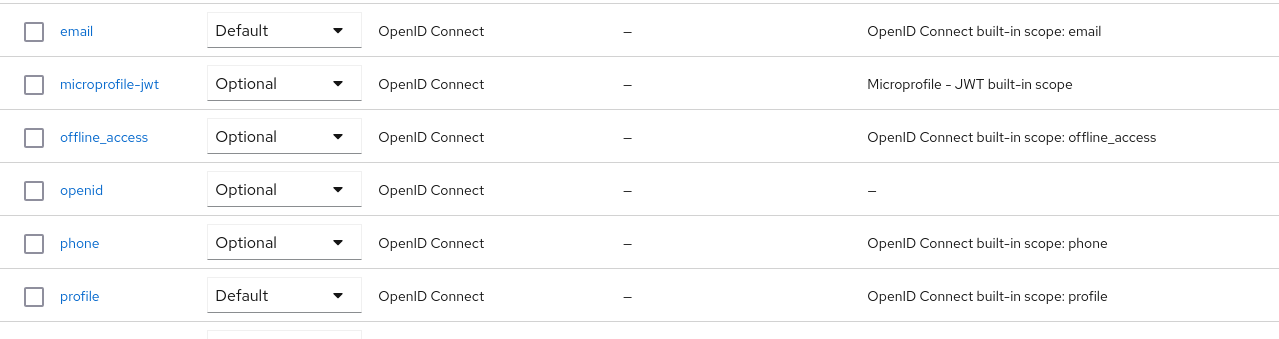 email Default OpenID Connect – OpenID Connect built-in scope: email
microprofile-jwt Optional OpenID Connect – Microprofile - JWT built-in scope
offline_access Optional OpenID Connect – OpenID Connect built-in scope: offline_access
openid Optional OpenID Connect – –
phone Optional OpenID Connect – OpenID Connect built-in scope: phone
profile Default OpenID Connect – OpenID Connect built-in scope: profile